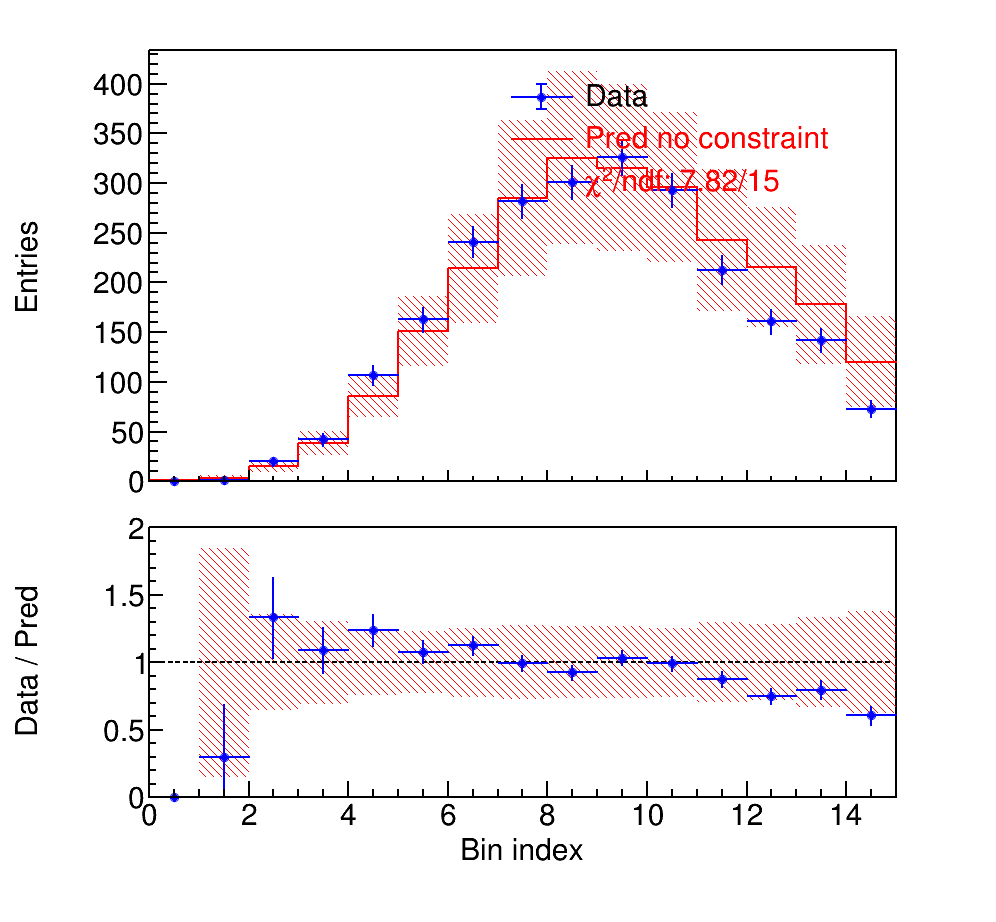 400
350
300
250
200
150
100
50
0
Entries
Data
Pred no constraint
χ²/ndf: 7.82/15
2
1.5
1
0.5
0
Data / Pred
0 2 4 6 8 10 12 14
Bin index